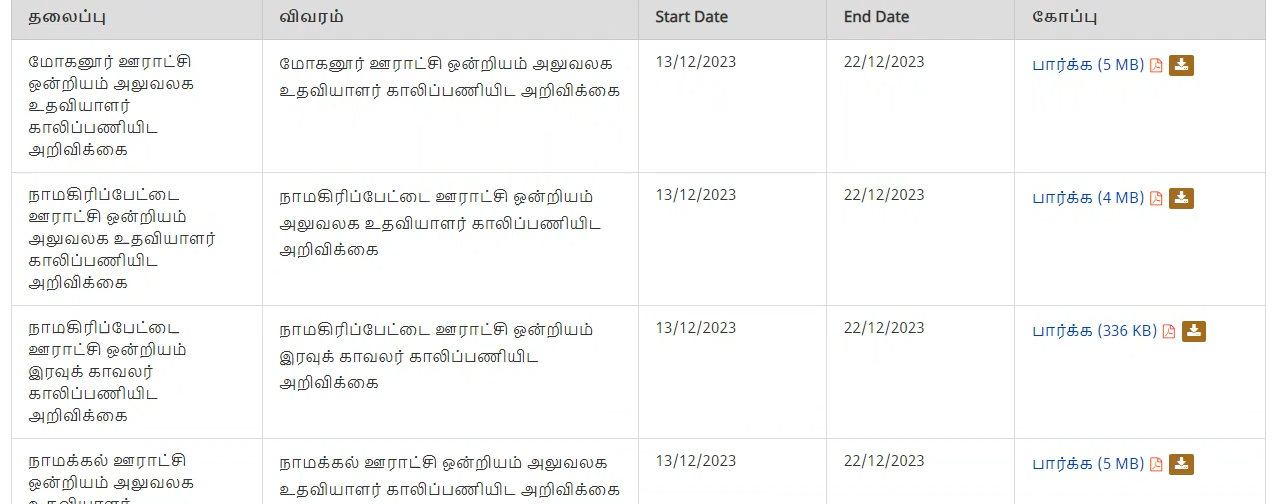 தலைப்பு விவரம் Start Date End Date கோப்பு
மோகனூர் ஊராட்சி
ஒன்றியம் அலுவலக
உதவியாளர்
காலிப்பணியிட
அறிவிக்கை
மோகனூர் ஊராட்சி ஒன்றியம் அலுவலக
உதவியாளர் காலிப்பணியிட அறிவிக்கை
13/12/2023
22/12/2023
பார்க்க (5 MB)
நாமகிரிப்பேட்டை
ஊராட்சி ஒன்றியம்
அலுவலக உதவியாளர்
காலிப்பணியிட
அறிவிக்கை
நாமகிரிப்பேட்டை ஊராட்சி ஒன்றியம்
அலுவலக உதவியாளர் காலிப்பணியிட
அறிவிக்கை
13/12/2023
22/12/2023
பார்க்க (4 MB)
நாமகிரிப்பேட்டை
ஊராட்சி ஒன்றியம்
இரவுக் காவலர்
காலிப்பணியிட
அறிவிக்கை
நாமகிரிப்பேட்டை ஊராட்சி ஒன்றியம்
இரவுக் காவலர் காலிப்பணியிட
அறிவிக்கை
13/12/2023
22/12/2023
பார்க்க (336 KB)
நாமக்கல் ஊராட்சி
ஒன்றியம் அலுவலக
நாமக்கல் ஊராட்சி ஒன்றியம் அலுவலக
உதவியாளர் காலிப்பணியிட அறிவிக்கை
13/12/2023
22/12/2023
பார்க்க (5 MB)